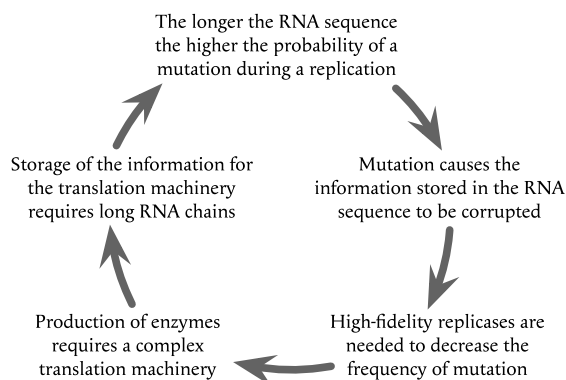 The longer the RNA sequence
the higher the probability of a
mutation during a replication
Mutation causes the
information stored in the RNA
sequence to be corrupted
High-fidelity replicases are
needed to decrease the
frequency of mutation
Production of enzymes
requires a complex
translation machinery
Storage of the information for
the translation machinery
requires long RNA chains